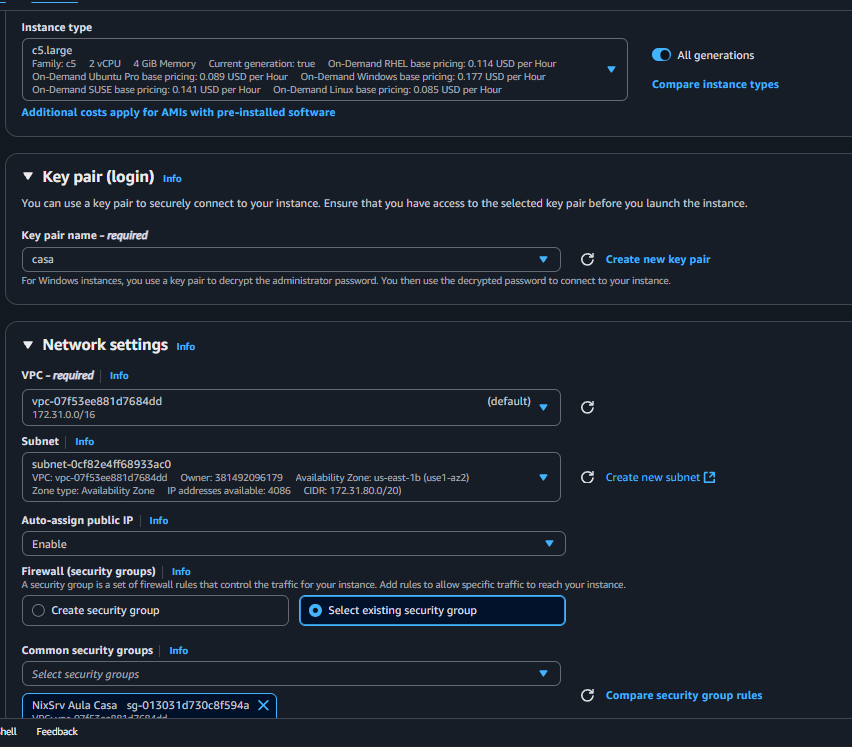 Instance type
c5.large
Family: c5 2 vCPU 4 GiB Memory Current generation: true On-Demand RHEL base pricing: 0.114 USD per Hour
On-Demand Ubuntu Pro base pricing: 0.089 USD per Hour On-Demand Windows base pricing: 0.177 USD per Hour
On-Demand SUSE base pricing: 0.141 USD per Hour On-Demand Linux base pricing: 0.085 USD per Hour
All generations
Compare instance types
Additional costs apply for AMIs with pre-installed software
Key pair (login) Info
You can use a key pair to securely connect to your instance. Ensure that you have access to the selected key pair before you launch the instance.
Key pair name - required
casa
Create new key pair
For Windows instances, you use a key pair to decrypt the administrator password. You then use the decrypted password to connect to your instance.
Network settings Info
VPC - required Info
vpc-07f53ee881d7684dd (default)
172.31.0.0/16
Subnet Info
subnet-0cf82e4ff68933ac0
VPC: vpc-07f53ee881d7684dd Owner: 381492096179 Availability Zone: us-east-1b (use1-az2)
Zone type: Availability Zone IP addresses available: 4086 CIDR: 172.31.80.0/20)
Create new subnet
Auto-assign public IP Info
Enable
Firewall (security groups) Info
A security group is a set of firewall rules that control the traffic for your instance. Add rules to allow specific traffic to reach your instance.
Create security group
Select existing security group
Common security groups Info
Select security groups
Compare security group rules
NixSrv Aula Casa sg-013031d730c8f594a
VPC: vpc-07f53ee881d7684dd
hell Feedback